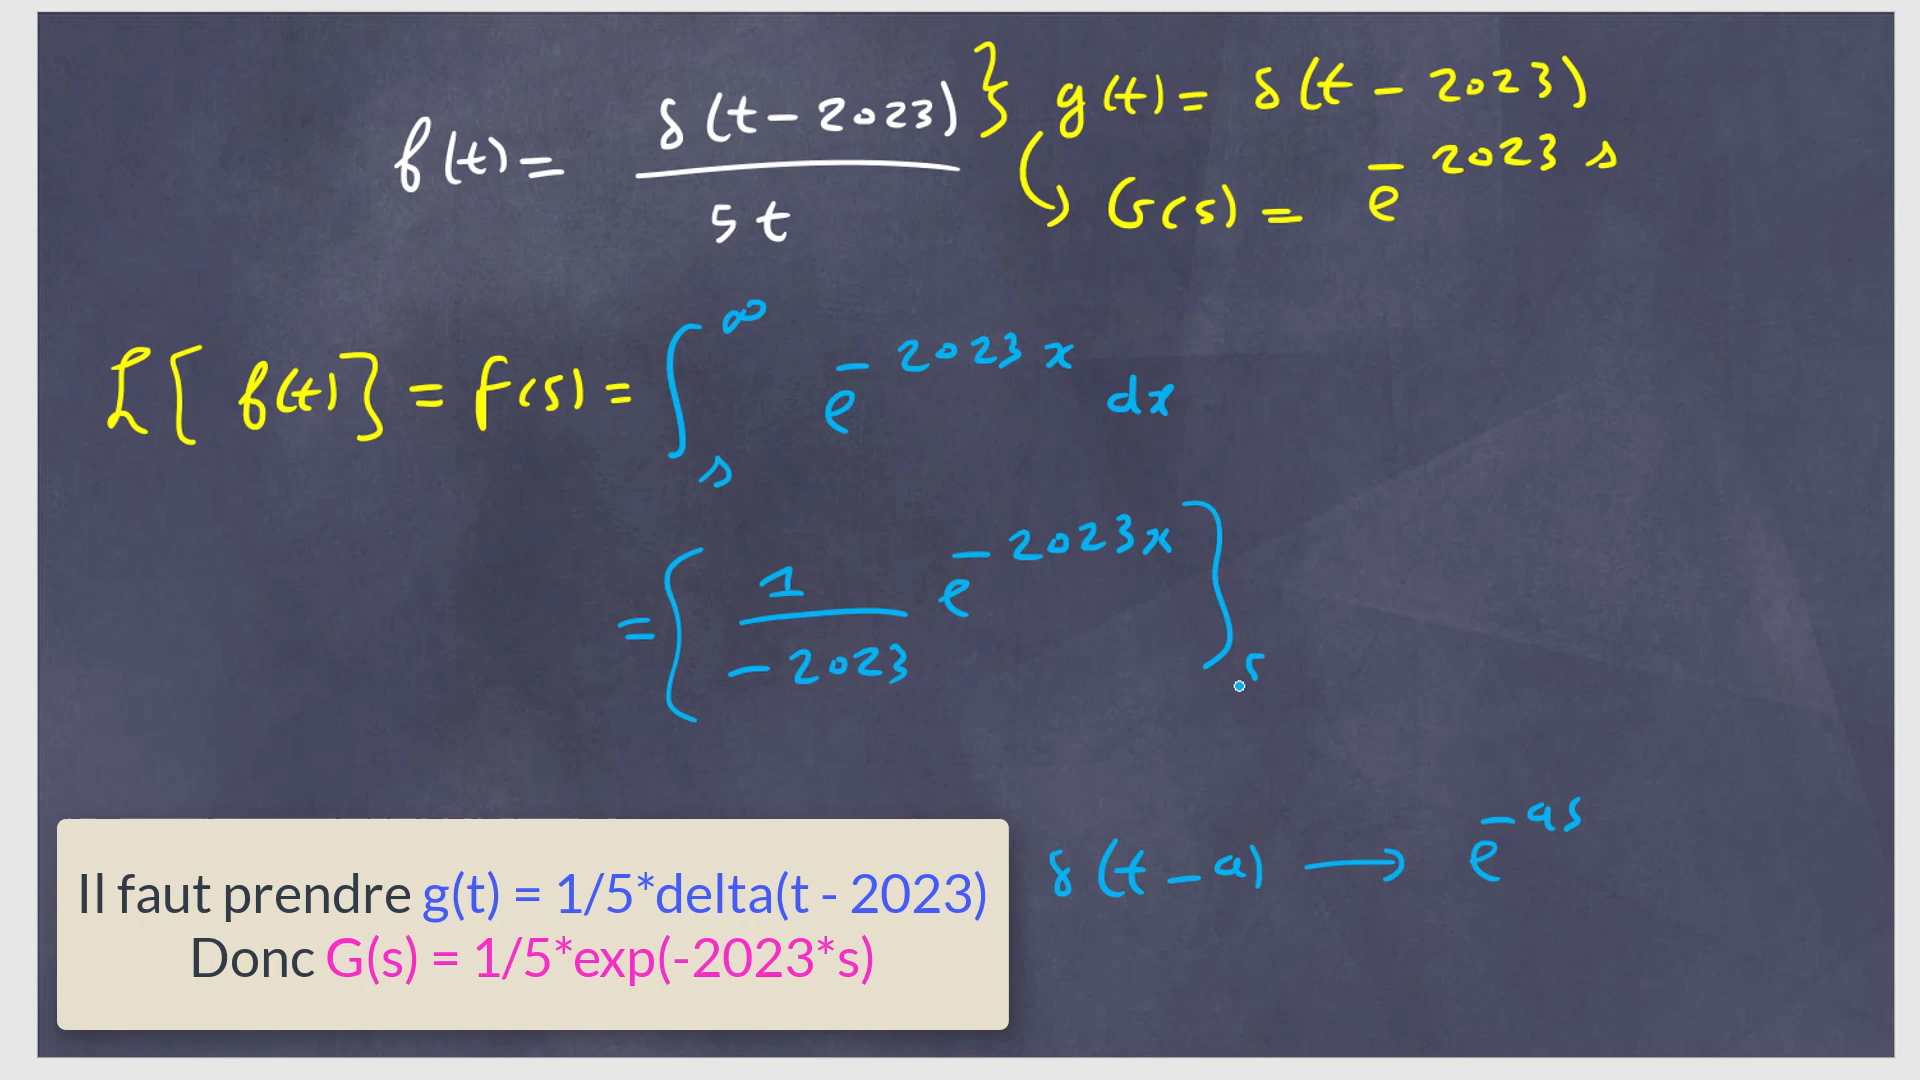 f(t) = δ(t - 2023) / 5t } g(t) = δ(t - 2023)
G(s) = e^-2023 s
L[f(t)] = F(s) = ∫_s^∞ e^-2023x dx
= [ 1/-2023 e^-2023x ]_s
δ(t - a) → e^-as
Il faut prendre g(t) = 1/5*delta(t - 2023)
Donc G(s) = 1/5*exp(-2023*s)